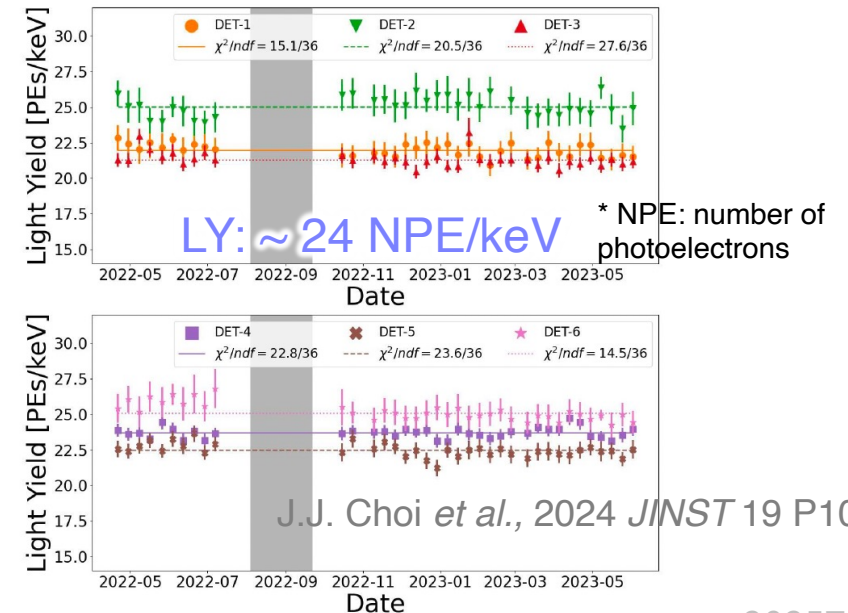 DET-1 DET-2 DET-3
χ²/ndf = 15.1/36 χ²/ndf = 20.5/36 χ²/ndf = 27.6/36
Light Yield [PEs/keV]
30.0
27.5
25.0
22.5
20.0
17.5
15.0
LY: ~ 24 NPE/keV
* NPE: number of
photoelectrons
2022-05 2022-07 2022-09 2022-11 2023-01 2023-03 2023-05
Date
DET-4 DET-5 DET-6
χ²/ndf = 22.8/36 χ²/ndf = 23.6/36 χ²/ndf = 14.5/36
Light Yield [PEs/keV]
30.0
27.5
25.0
22.5
20.0
17.5
15.0
J.J. Choi et al., 2024 JINST 19 P10
2022-05 2022-07 2022-09 2022-11 2023-01 2023-03 2023-05
Date